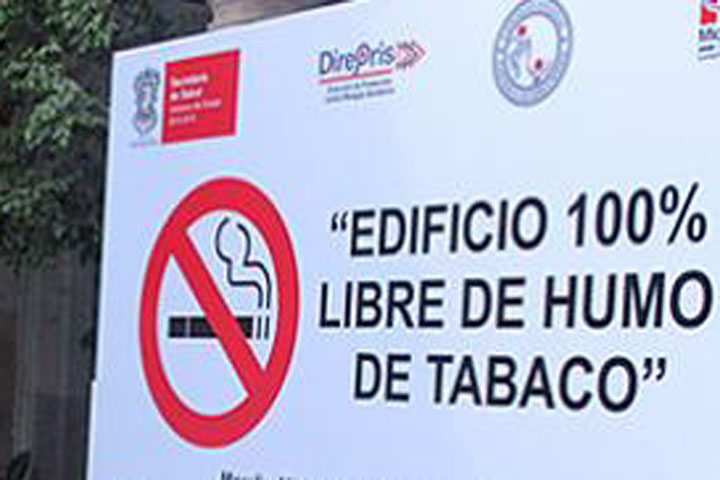 Secretaría
de Salud
DirePris
"EDIFICIO 100%
LIBRE DE HUMO
DE TABACO"